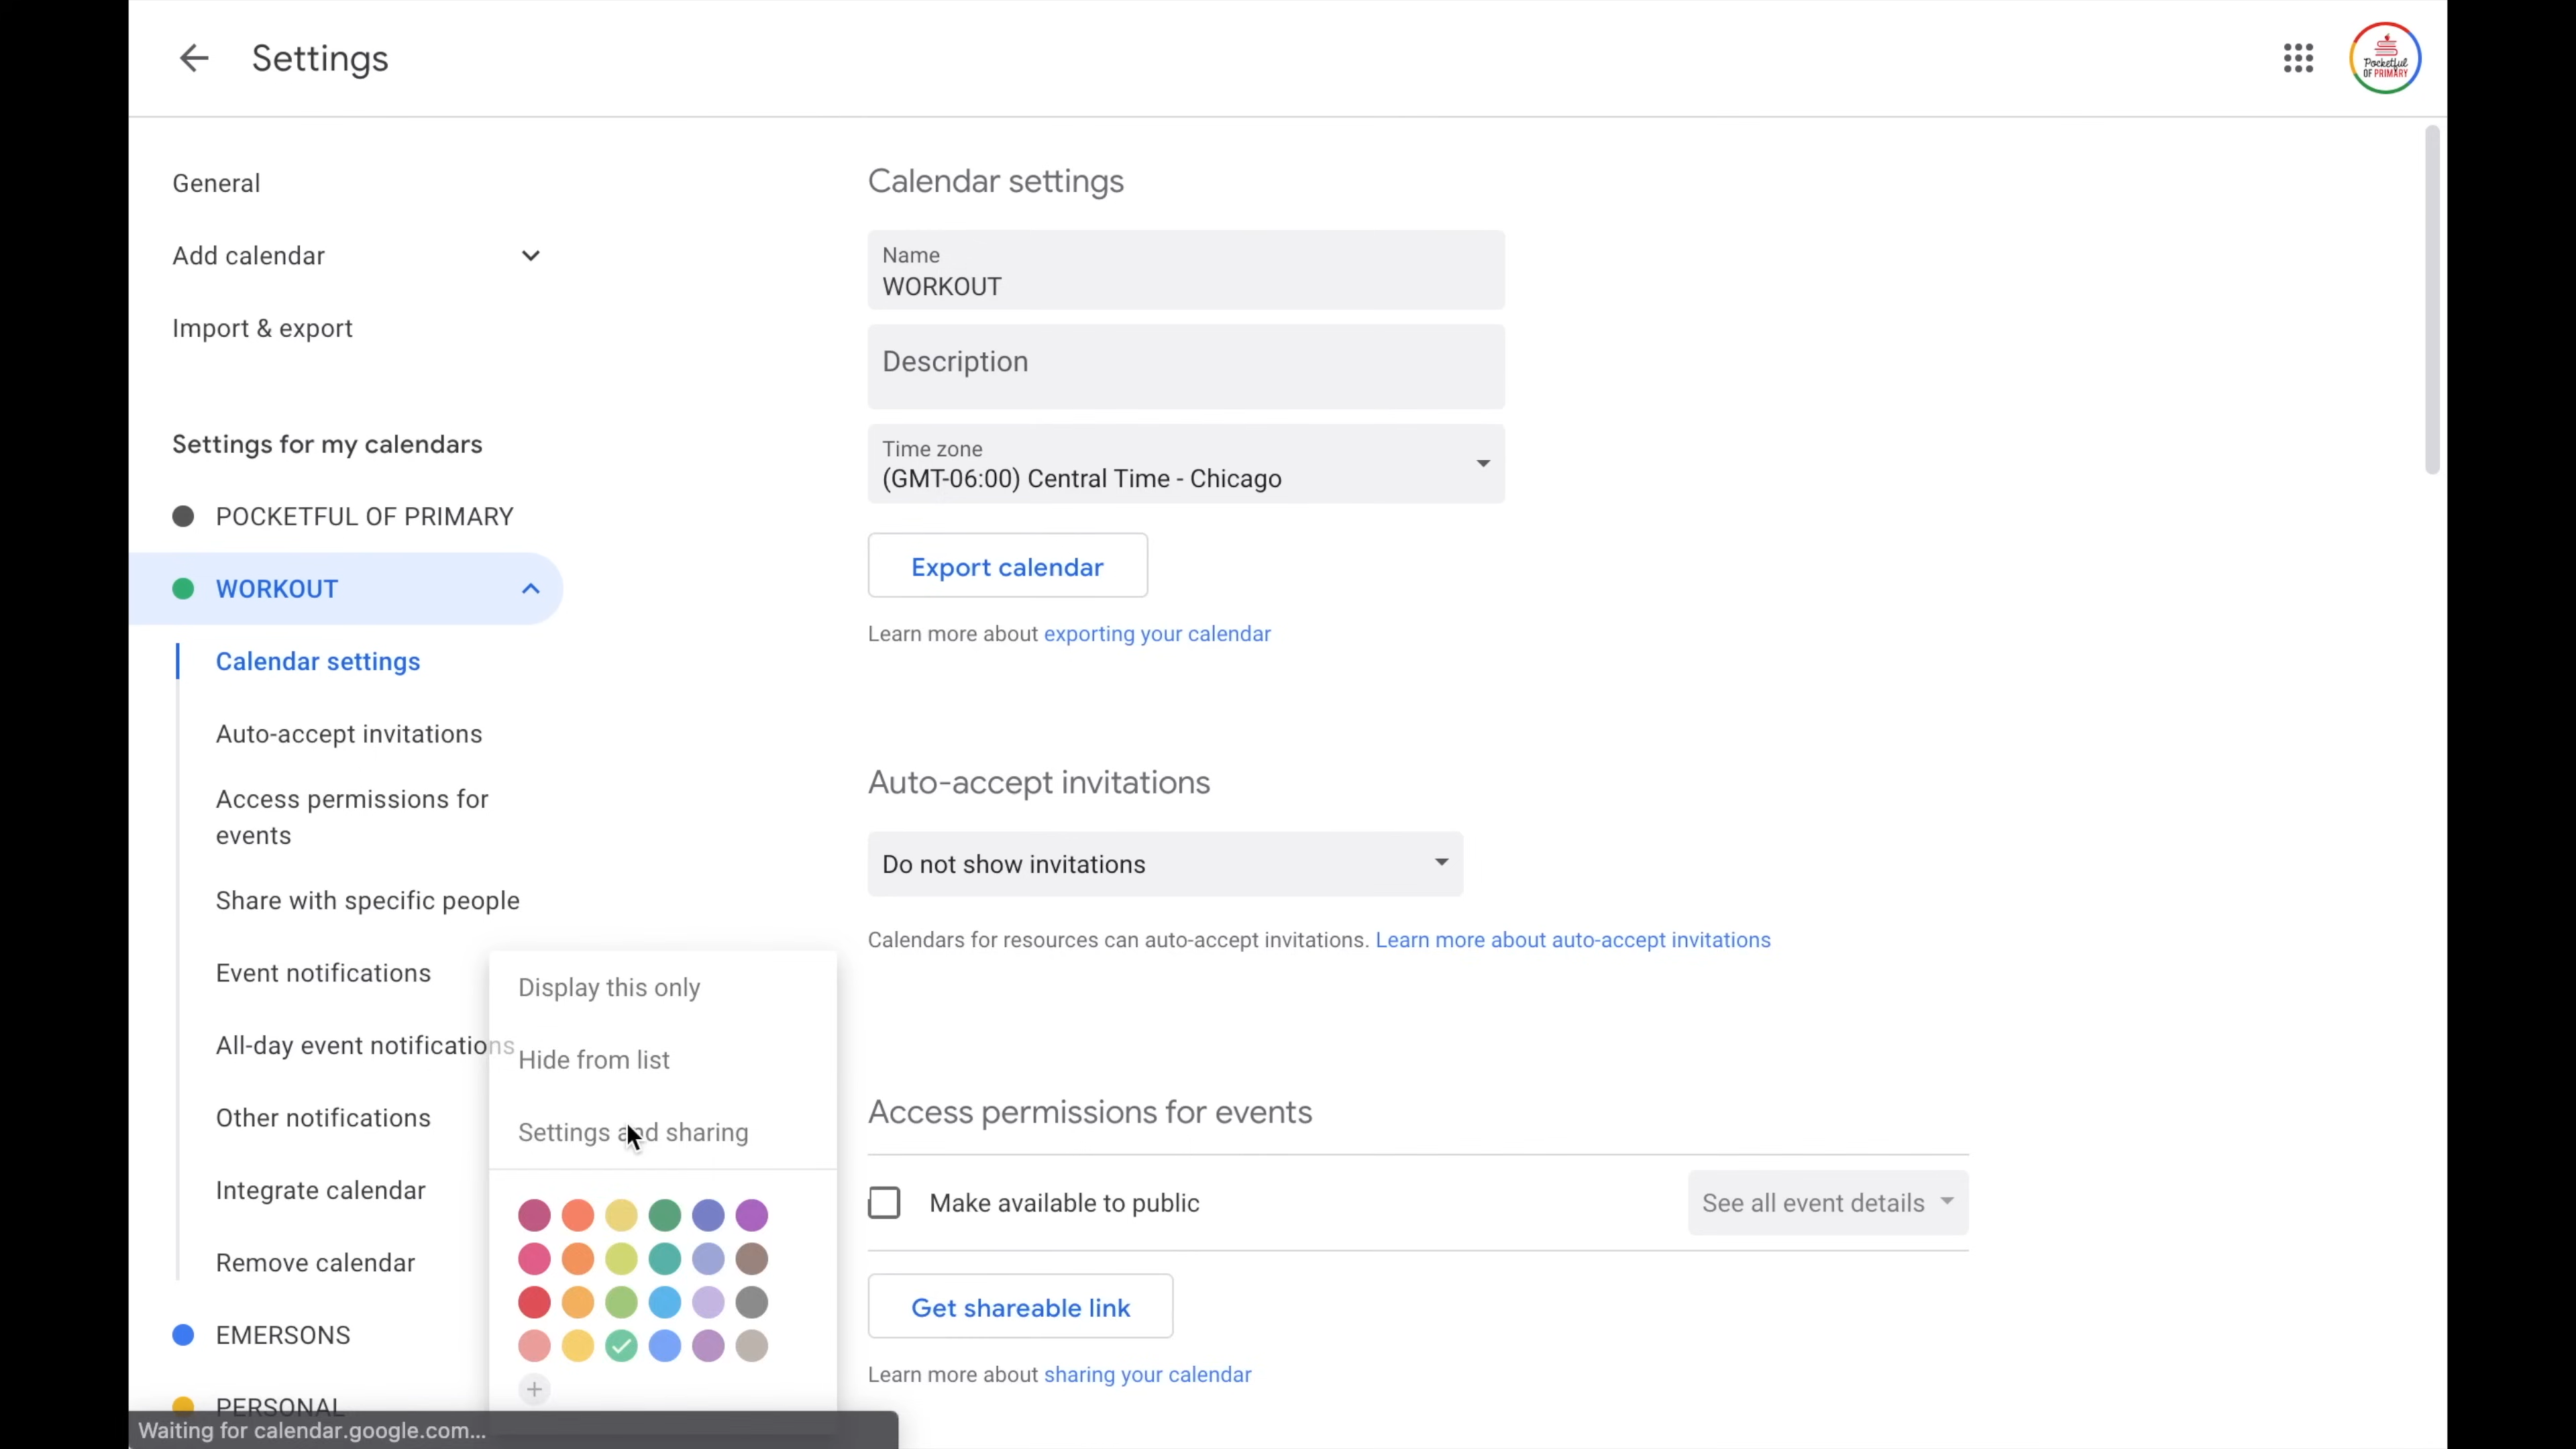 Settings
Pocketful
OF PRIMARY
General
Add calendar
Import & export
Settings for my calendars
POCKETFUL OF PRIMARY
WORKOUT
Calendar settings
Auto-accept invitations
Access permissions for
events
Share with specific people
Event notifications
All-day event notifications
Other notifications
Integrate calendar
Remove calendar
EMERSONS
PERSONAL
Display this only
Hide from list
Settings and sharing
Waiting for calendar.google.com...
Calendar settings
Name
WORKOUT
Description
Time zone
(GMT-06:00) Central Time - Chicago
Export calendar
Learn more about exporting your calendar
Auto-accept invitations
Do not show invitations
Calendars for resources can auto-accept invitations. Learn more about auto-accept invitations
Access permissions for events
Make available to public
See all event details
Get shareable link
Learn more about sharing your calendar